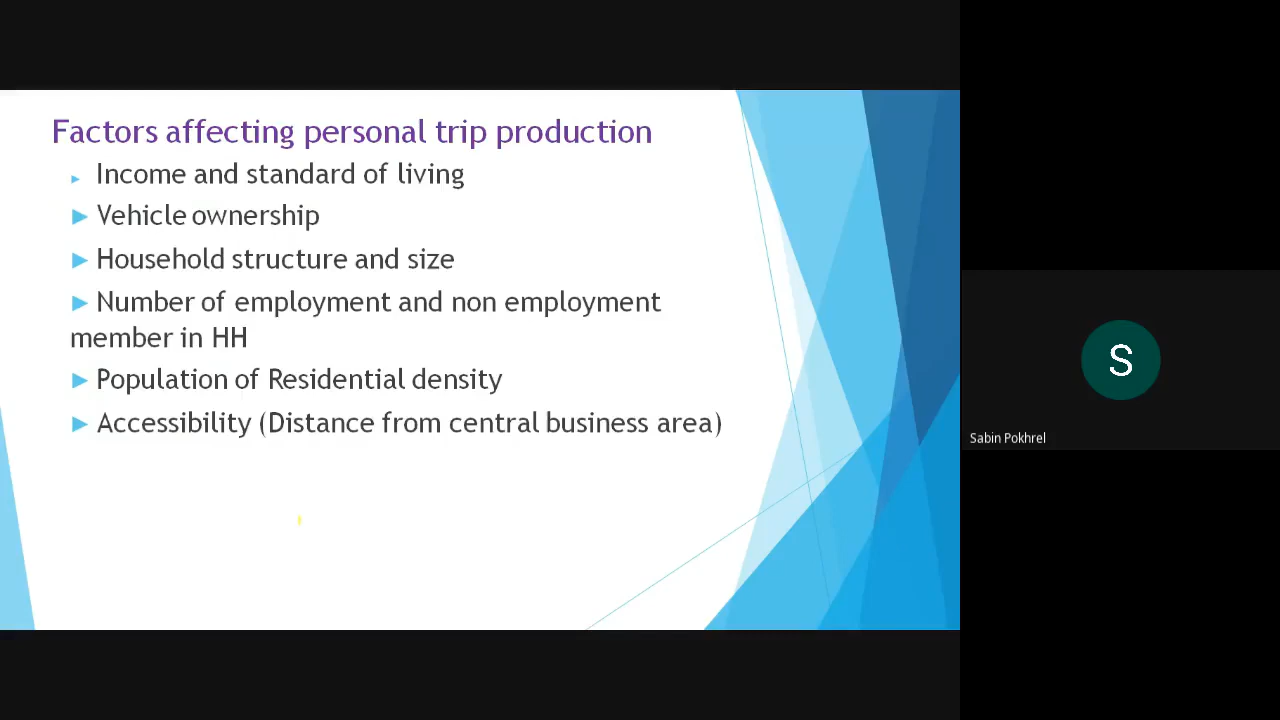 Factors affecting personal trip production
Income and standard of living
Vehicle ownership
Household structure and size
Number of employment and non employment
member in HH
Population of Residential density
Accessibility (Distance from central business area)
S
Sabin Pokhrel